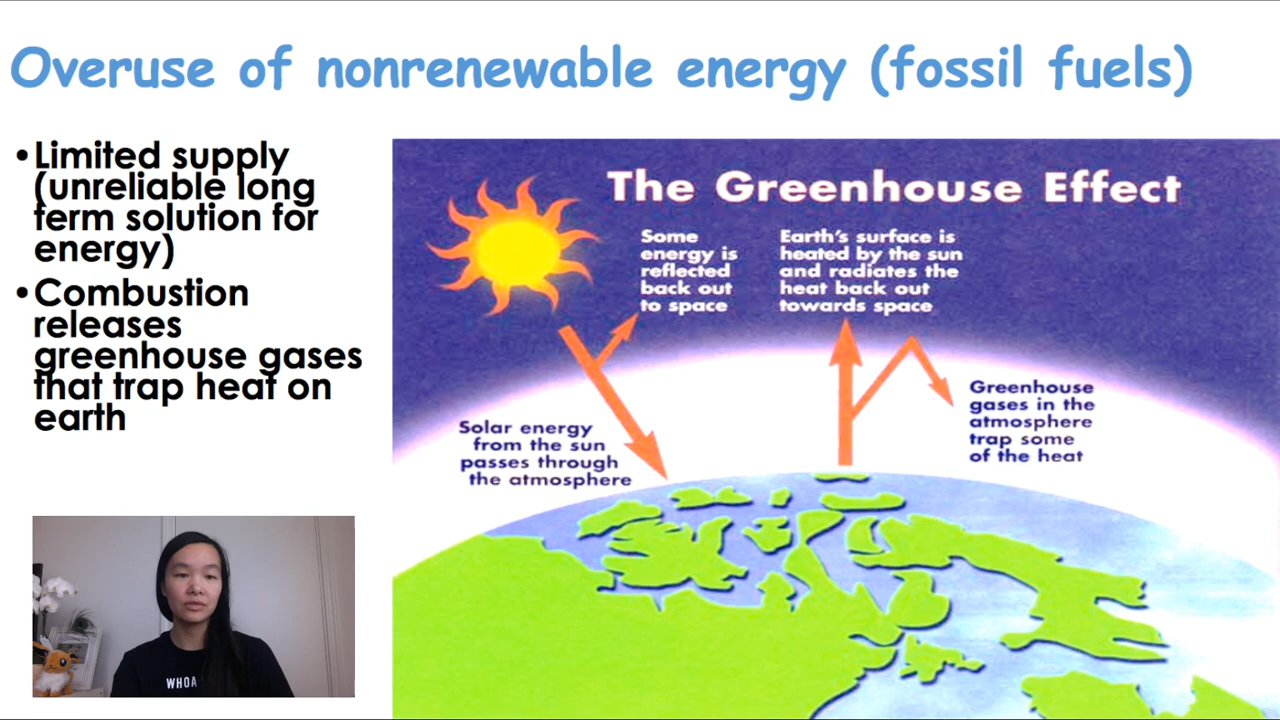 Overuse of nonrenewable energy (fossil fuels)
•Limited supply
(unreliable long
term solution for
energy)
•Combustion
releases
greenhouse gases
that trap heat on
earth
The Greenhouse Effect
Some
energy is
reflected
back out
to space
Earth's surface is
heated by the sun
and radiates the
heat back out
towards space
Greenhouse
gases in the
atmosphere
trap some
of the heat
Solar energy
from the sun
passes through
the atmosphere
WHOA